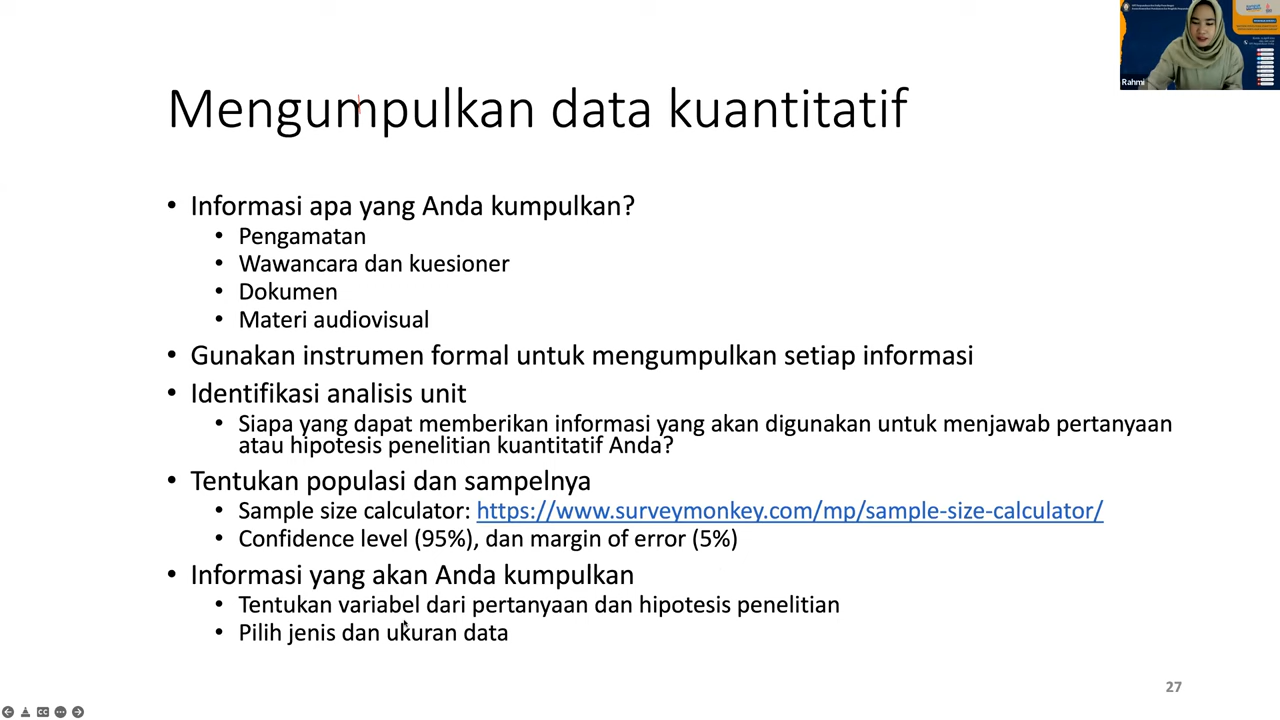 Rahmi
Mengumpulkan data kuantitatif
• Informasi apa yang Anda kumpulkan?
• Pengamatan
• Wawancara dan kuesioner
• Dokumen
• Materi audiovisual
• Gunakan instrumen formal untuk mengumpulkan setiap informasi
• Identifikasi analisis unit
• Siapa yang dapat memberikan informasi yang akan digunakan untuk menjawab pertanyaan
atau hipotesis penelitian kuantitatif Anda?
• Tentukan populasi dan sampelnya
• Sample size calculator: https://www.surveymonkey.com/mp/sample-size-calculator/
• Confidence level (95%), dan margin of error (5%)
• Informasi yang akan Anda kumpulkan
• Tentukan variabel dari pertanyaan dan hipotesis penelitian
• Pilih jenis dan ukuran data
27
CC